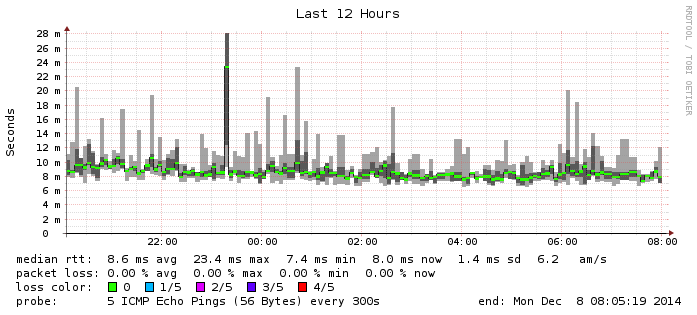 Last 12 Hours
RRDTOOL / TOBI OETIKER
Seconds
28 m
26 m
24 m
22 m
20 m
18 m
16 m
14 m
12 m
10 m
8 m
6 m
4 m
2 m
0
22:00 00:00 02:00 04:00 06:00 08:00
median rtt: 8.6 ms avg 23.4 ms max 7.4 ms min 8.0 ms now 1.4 ms sd 6.2 am/s
packet loss: 0.00 % avg 0.00 % max 0.00 % min 0.00 % now
loss color: 0 1/5 2/5 3/5 4/5
probe: 5 ICMP Echo Pings (56 Bytes) every 300s end: Mon Dec 8 08:05:19 2014